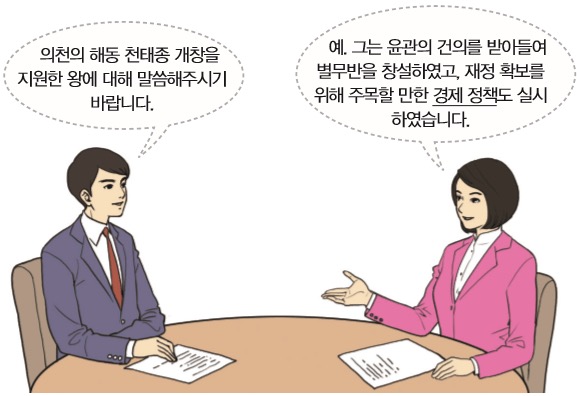 의천의 해동 천태종 개창을
지원한 왕에 대해 말씀해주시기
바랍니다.
예. 그는 윤관의 건의를 받아들여
별무반을 창설하였고, 재정 확보를
위해 주목할 만한 경제 정책도 실시
하였습니다.